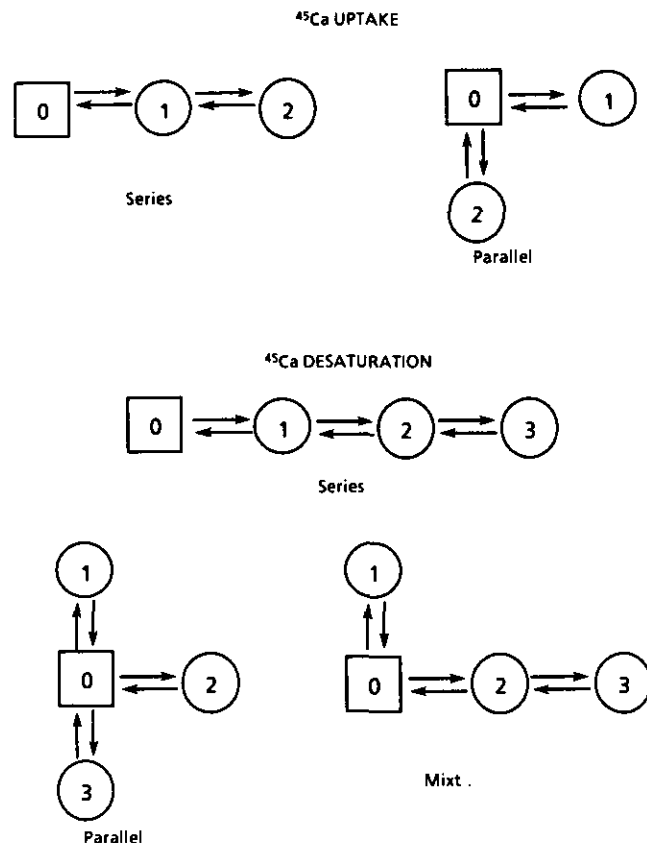 ⁴⁵Ca UPTAKE
0 1 2
Series
0 1
2
Parallel
⁴⁵Ca DESATURATION
0 1 2 3
Series
1
0 2
3
Parallel
1
0 2 3
Mixt .